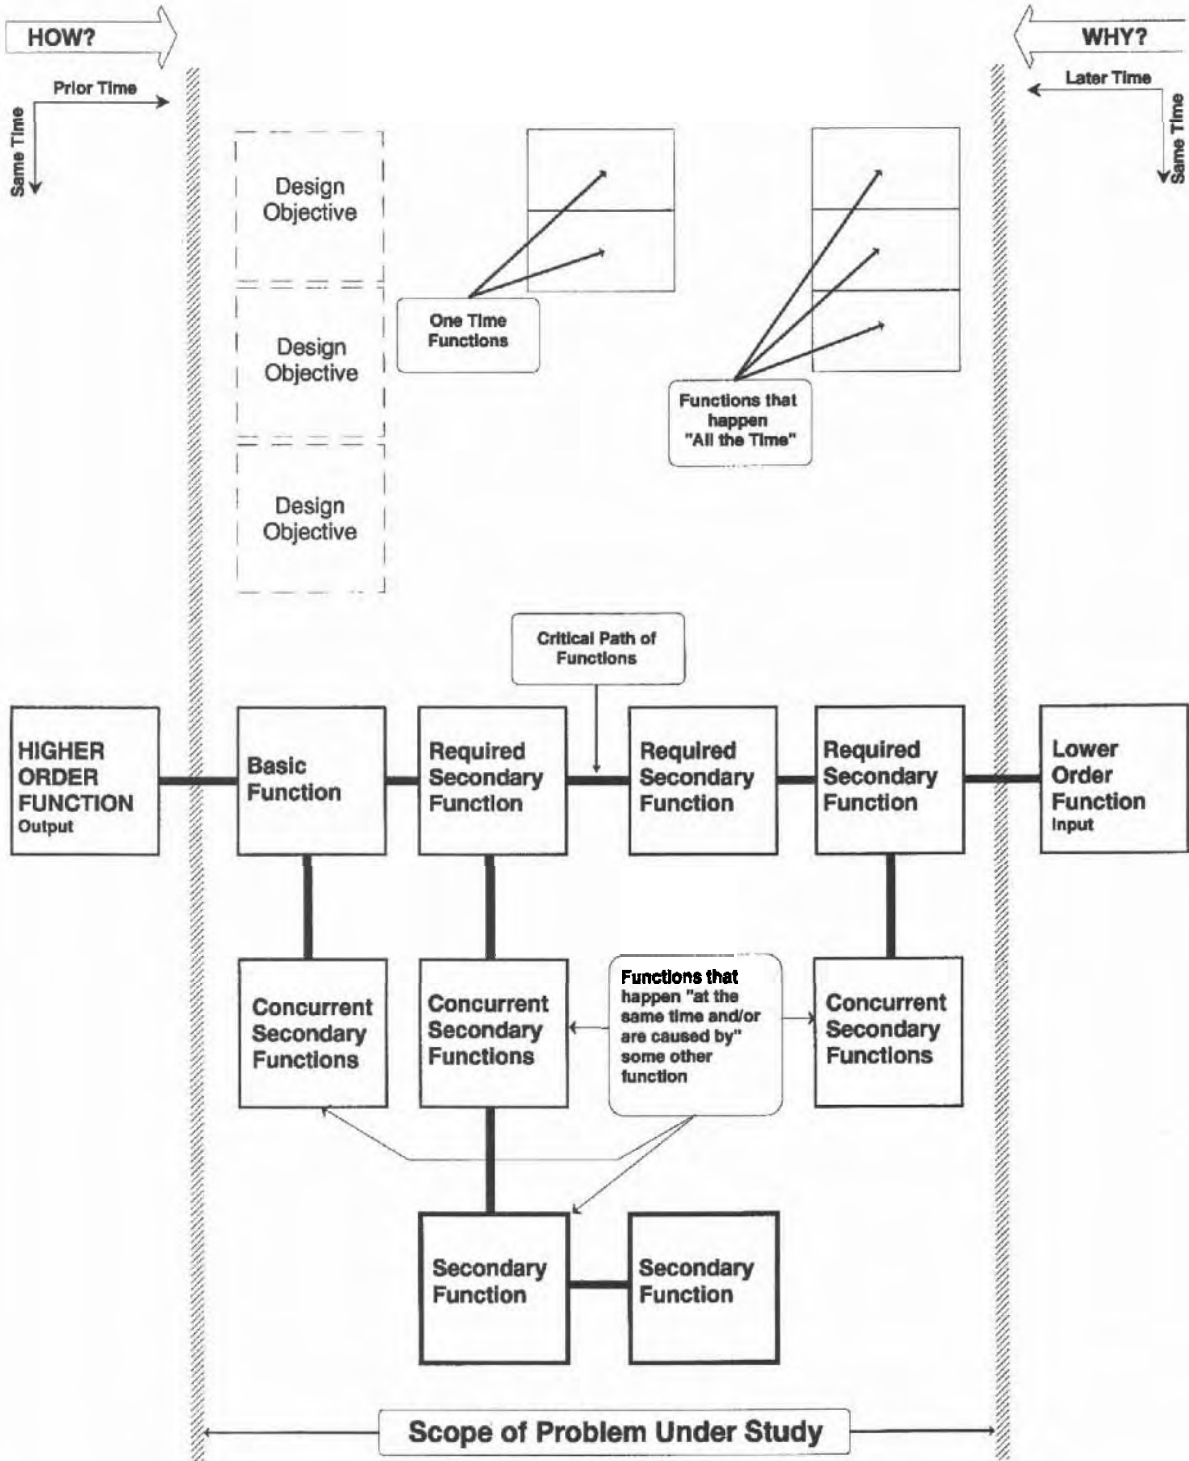 HOW?
WHY?
Prior Time
Same Time
Later Time
Same Time
Design
Objective
Design
Objective
Design
Objective
One Time
Functions
Functions that
happen
"All the Time"
Critical Path of
Functions
HIGHER
ORDER
FUNCTION
Output
Basic
Function
Required
Secondary
Function
Required
Secondary
Function
Required
Secondary
Function
Lower
Order
Function
Input
Concurrent
Secondary
Functions
Concurrent
Secondary
Functions
Functions that
happen "at the
same time and/or
are caused by"
some other
function
Concurrent
Secondary
Functions
Secondary
Function
Secondary
Function
Scope of Problem Under Study